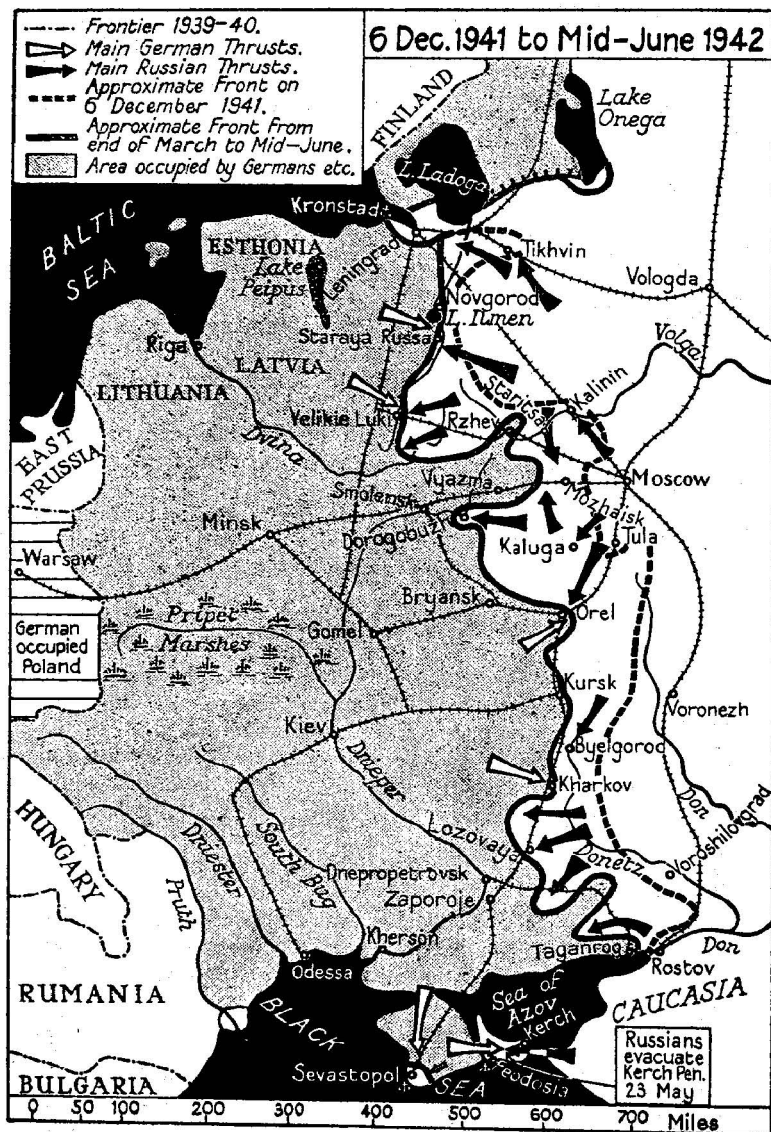 Frontier 1939-40.
Main German Thrusts.
Main Russian Thrusts.
Approximate Front on
6 December 1941.
Approximate Front from
end of March to Mid-June.
Area occupied by Germans etc.
6 Dec. 1941 to Mid-June 1942
FINLAND
Lake
Onega
L. Ladoga
Kronstadt
BALTIC
SEA
ESTHONIA
Lake
Peipus
Leningrad
Tikhvin
Vologda
Novgorod
L. Ilmen
Staraya Russa
Riga
LATVIA
Volga
LITHUANIA
Kalinin
Staritsa
Velikie Luki
Rzhev
Dwina
EAST
PRUSSIA
Vyazma
Moscow
Smolensk
Mozhaisk
Minsk
Dorogobuzh
Kaluga
Tula
Warsaw
Bryansk
Orel
Pripet
Marshes
Gomel
German
occupied
Poland
Kursk
Voronezh
Kiev
Byelgorod
Dnieper
Kharkov
Don
HUNGARY
Dniester
South Bug
Lozovaya
Donetz
Voroshilovgrad
Pruth
Dnepropetrovsk
Zaporoje
Kherson
Taganrog
Don
Rostov
Odessa
RUMANIA
BLACK
SEA
Sea of
Azov
Kerch
CAUCASIA
Sevastopol
Feodosia
Russians
evacuate
Kerch Pen.
23 May
BULGARIA
0 50 100 200 300 400 500 600 700 Miles